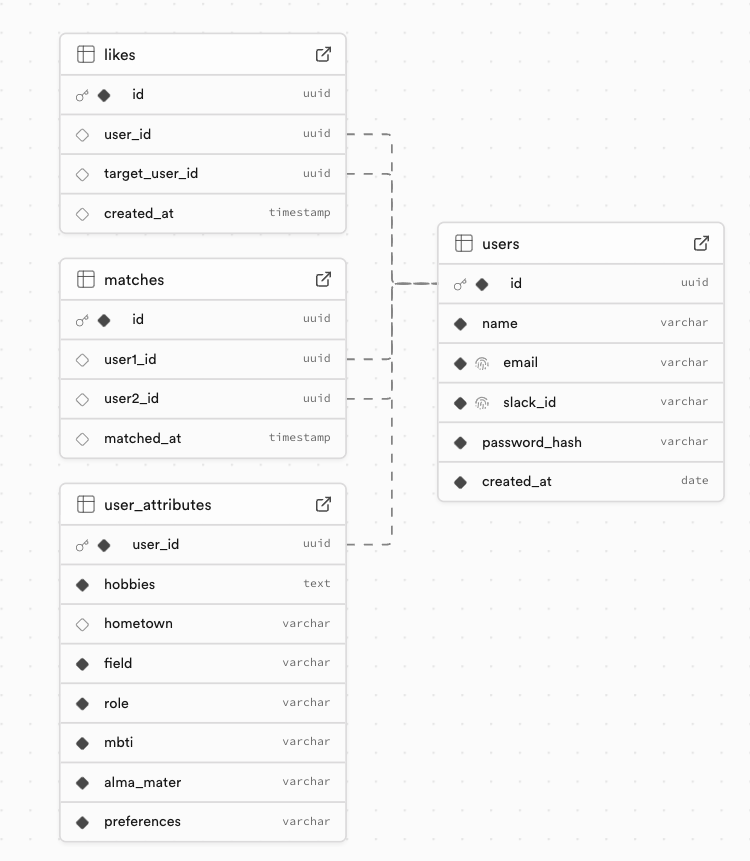 likes
id uuid
user_id uuid
target_user_id uuid
created_at timestamp
matches
id uuid
user1_id uuid
user2_id uuid
matched_at timestamp
user_attributes
user_id uuid
hobbies text
hometown varchar
field varchar
role varchar
mbti varchar
alma_mater varchar
preferences varchar
users
id uuid
name varchar
email varchar
slack_id varchar
password_hash varchar
created_at date